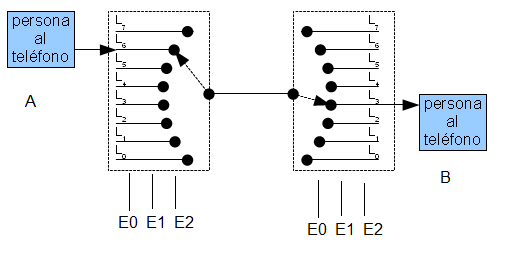 persona
al
teléfono
A
L7
L6
L5
L4
L3
L2
L1
L0
E0 E1 E2
L7
L6
L5
L4
L3
L2
L1
L0
E0 E1 E2
persona
al
teléfono
B